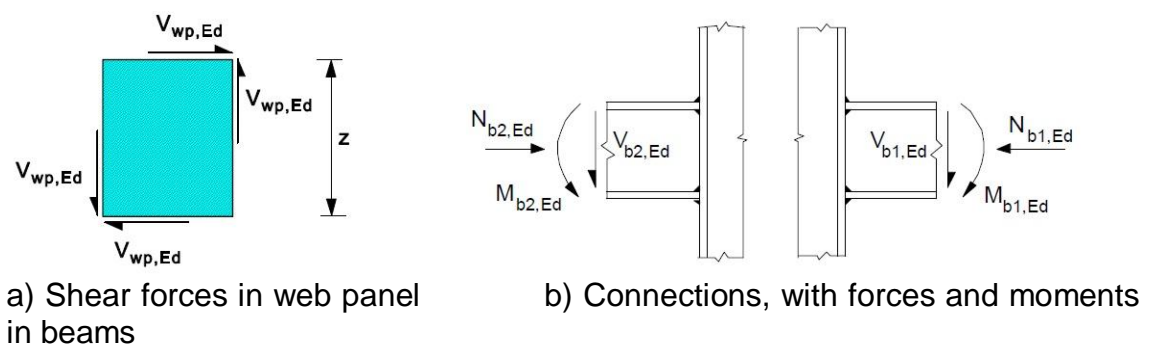 V_wp,Ed
V_wp,Ed
z
V_wp,Ed
V_wp,Ed
N_b2,Ed
V_b2,Ed
M_b2,Ed
V_b1,Ed
N_b1,Ed
M_b1,Ed
a) Shear forces in web panel
in beams
b) Connections, with forces and moments